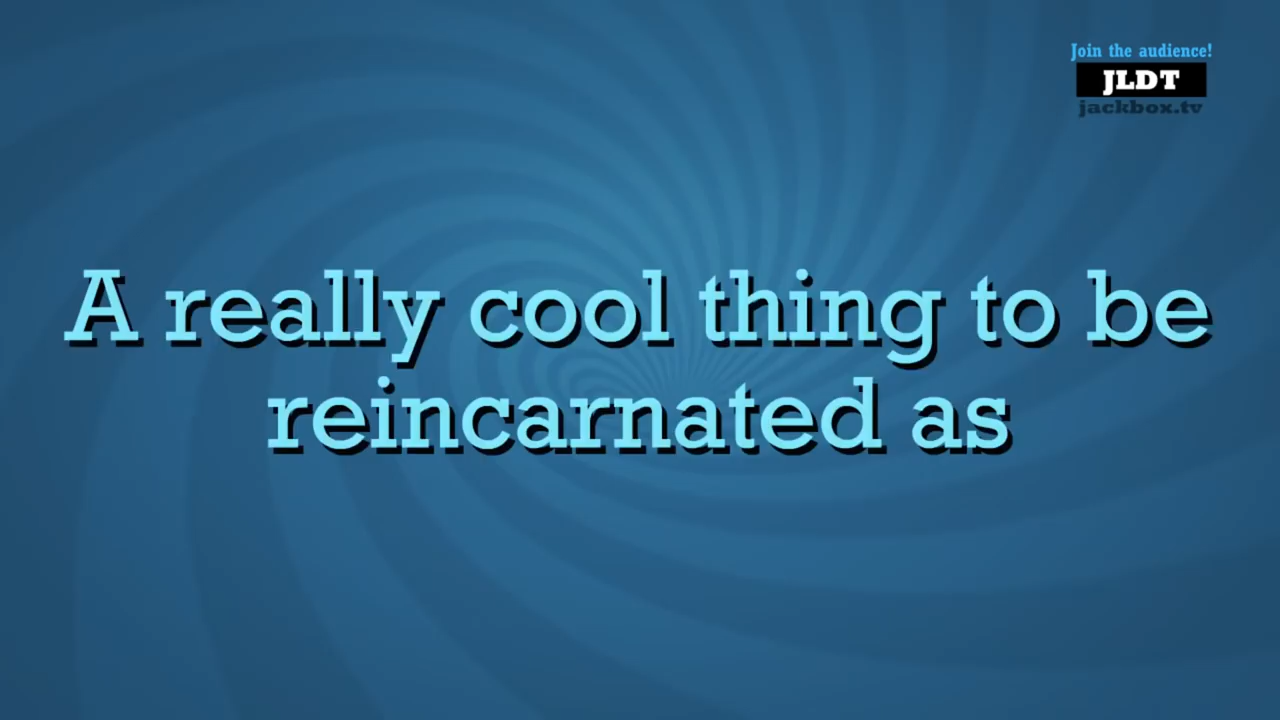 Join the audience!
JLDT
jackbox.tv
A really cool thing to be
reincarnated as